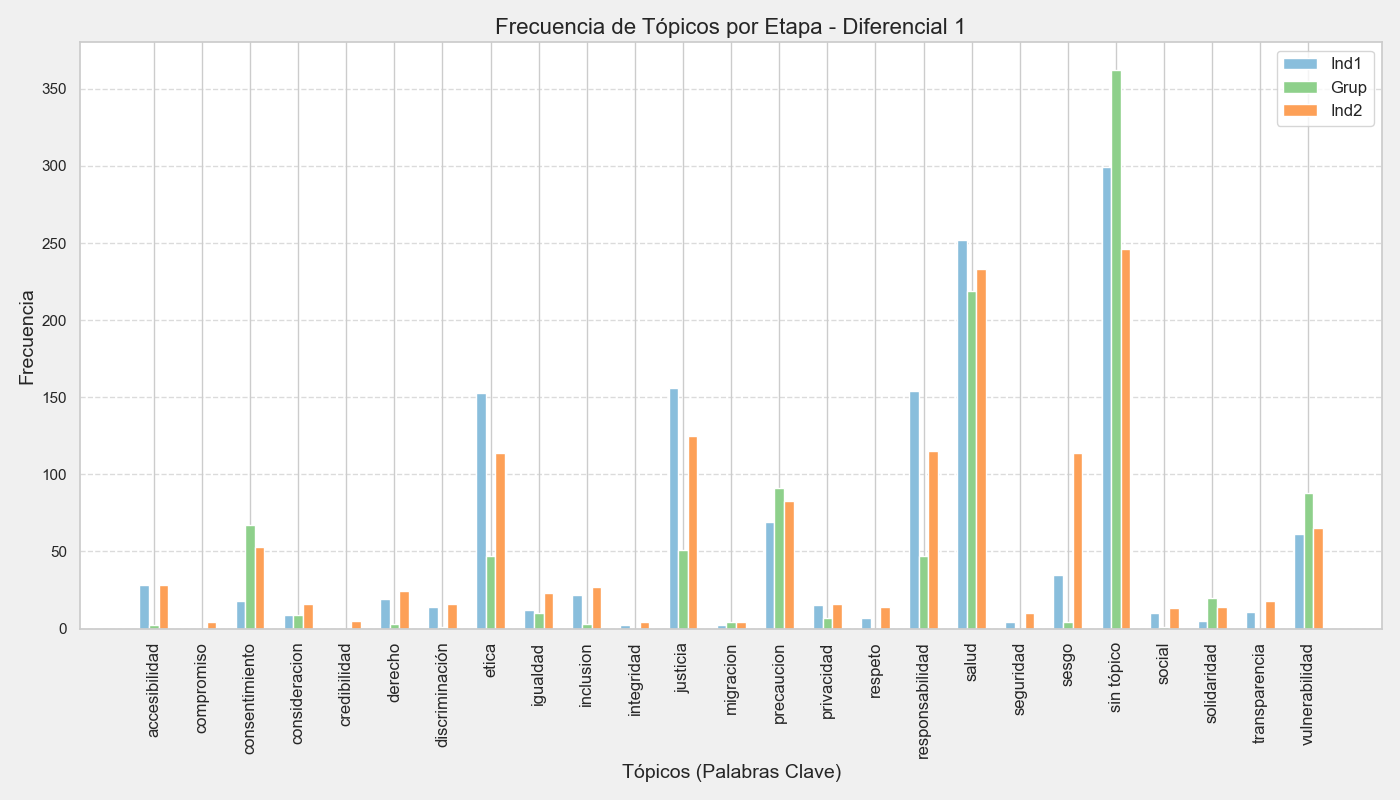 Frecuencia de Tópicos por Etapa - Diferencial 1
Ind1
Grup
Ind2
Frecuencia
350
300
250
200
150
100
50
0
accesibilidad
compromiso
consentimiento
consideracion
credibilidad
derecho
discriminación
etica
igualdad
inclusion
integridad
justicia
migracion
precaucion
privacidad
respeto
responsabilidad
salud
seguridad
sesgo
sin tópico
social
solidaridad
transparencia
vulnerabilidad
Tópicos (Palabras Clave)